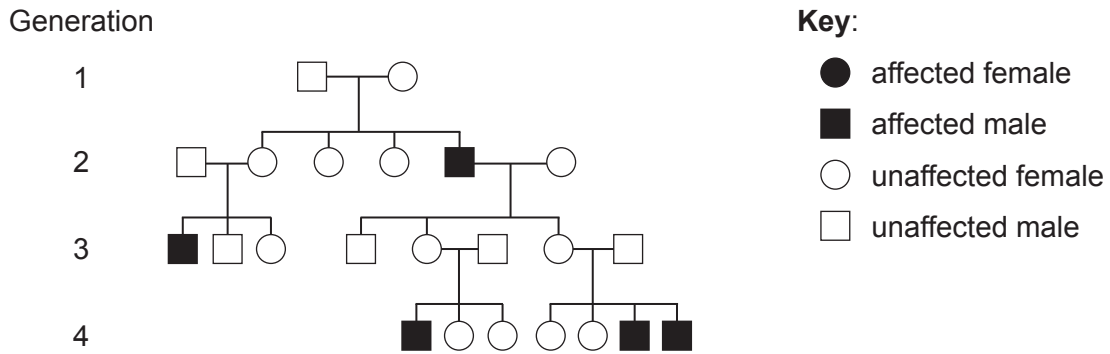 Generation
1
2
3
4
Key:
affected female
affected male
unaffected female
unaffected male